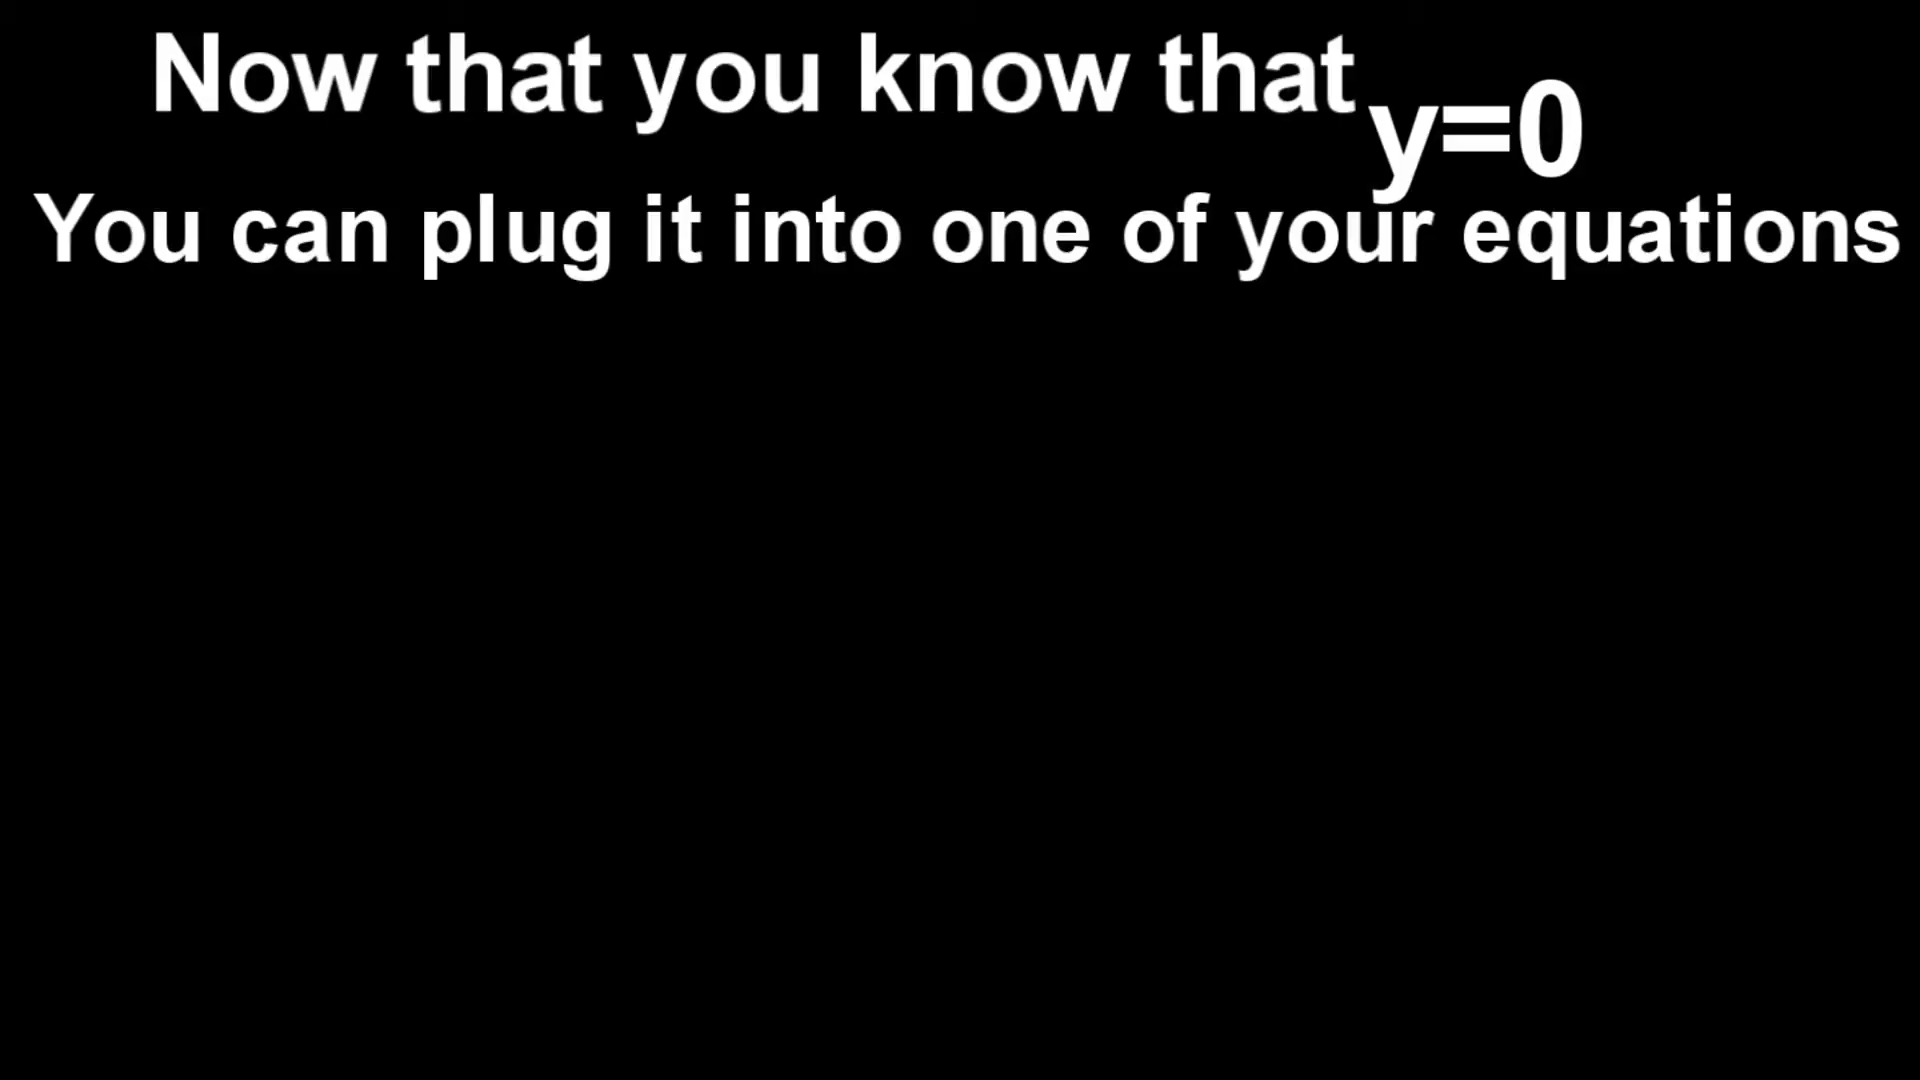 Now that you know that y=0
You can plug it into one of your equations